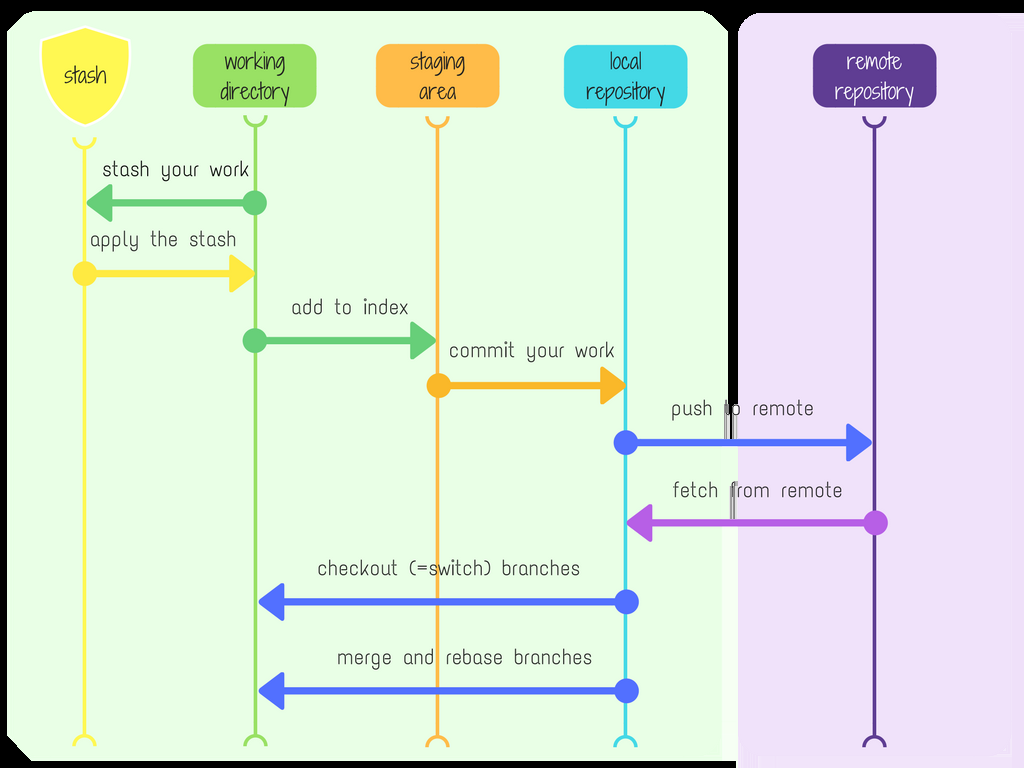 stash
working
directory
staging
area
local
repository
remote
repository
stash your work
apply the stash
add to index
commit your work
push to remote
fetch from remote
checkout (=switch) branches
merge and rebase branches